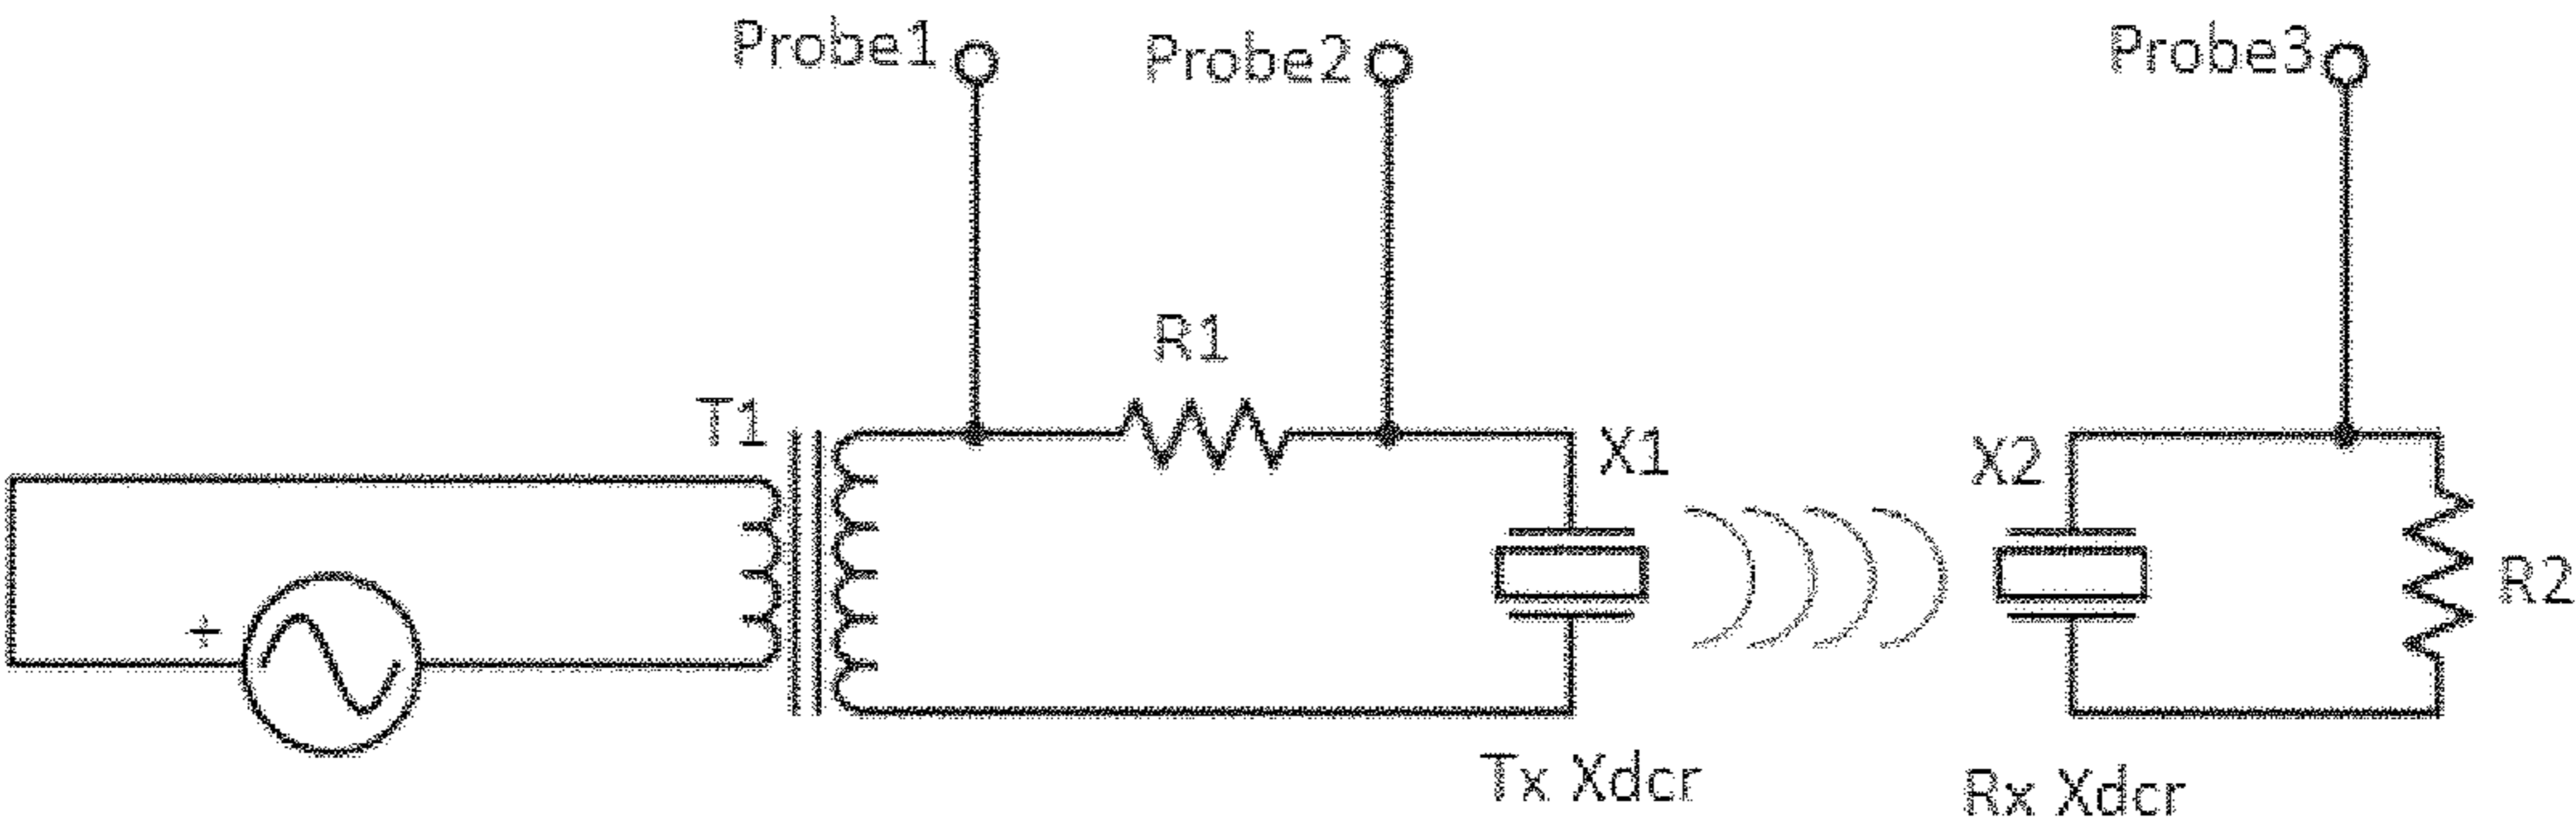 Probe1
Probe2
Probe3
R1
T1
X1
X2
R2
+
Tx Xdcr
Rx Xdcr